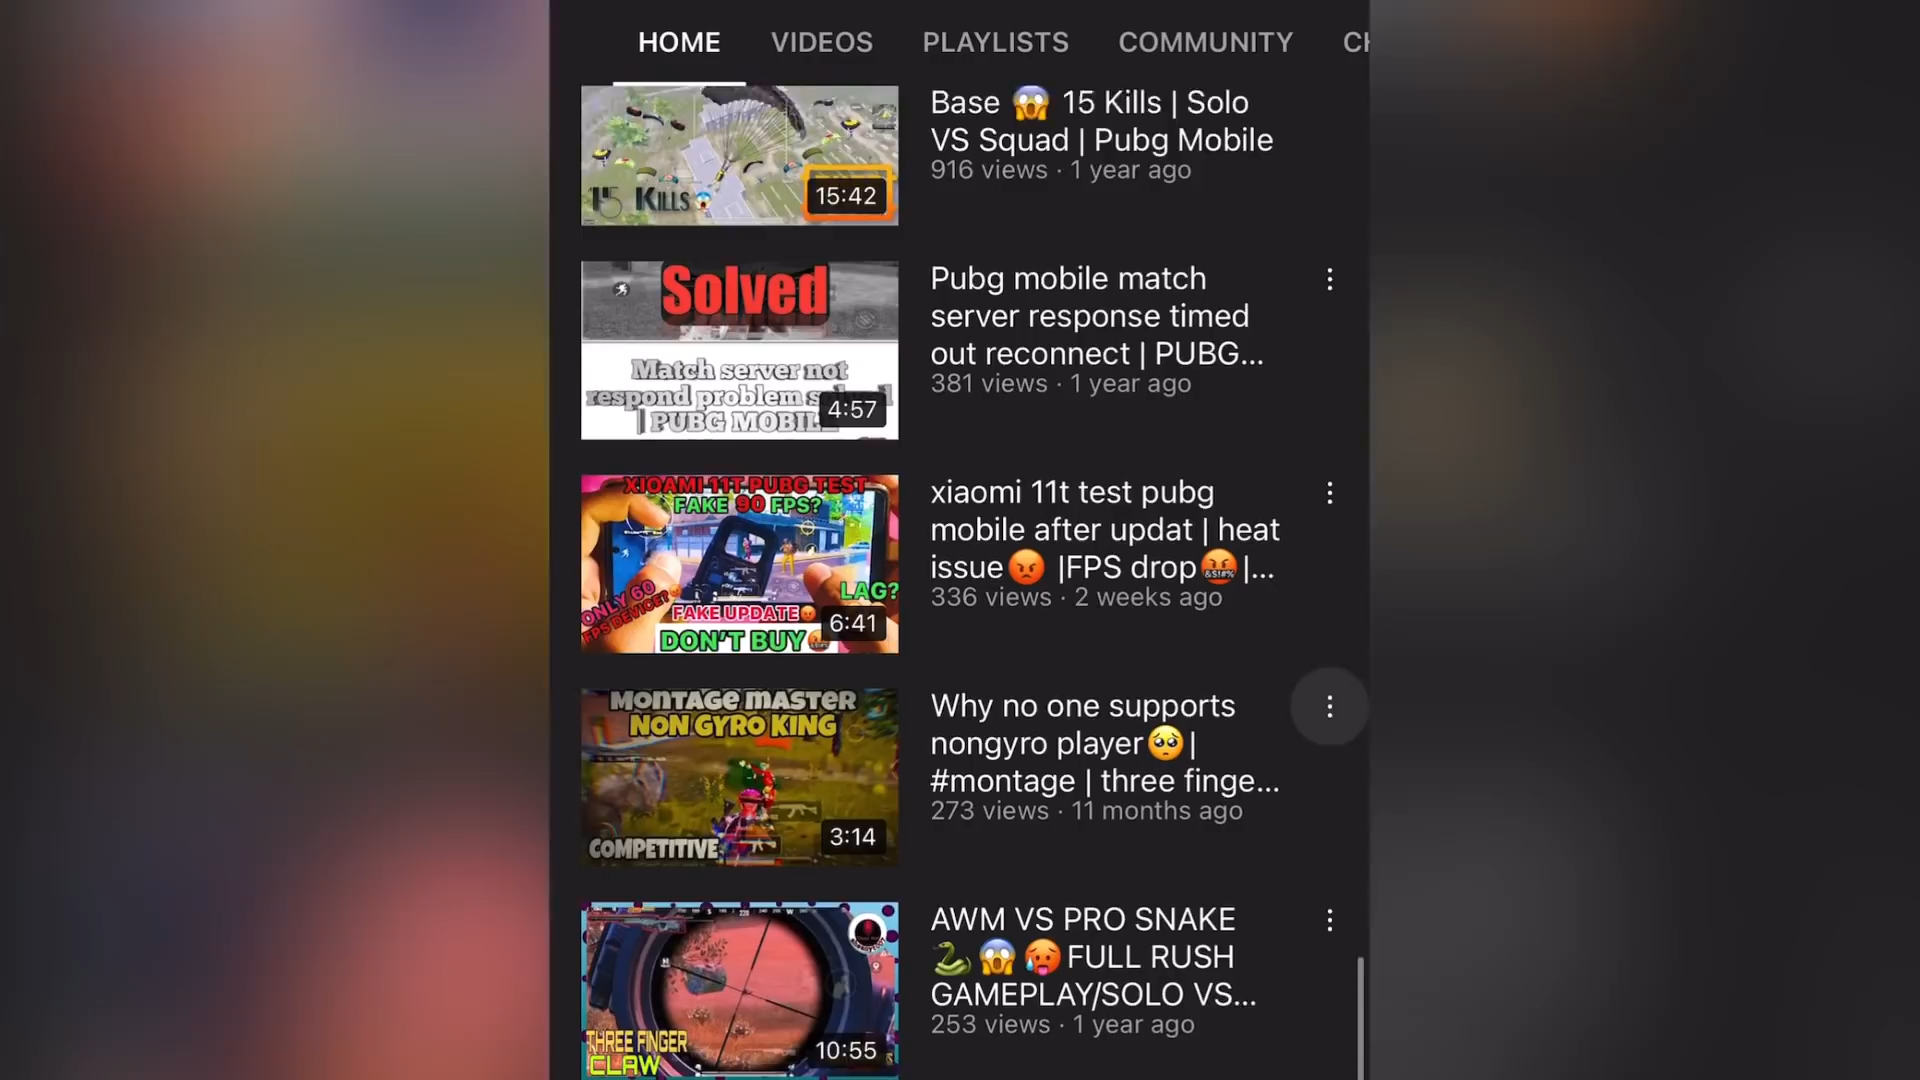 HOME VIDEOS PLAYLISTS COMMUNITY
Base 😱 15 Kills | Solo
VS Squad | Pubg Mobile
916 views · 1 year ago
15 KILLS😱
15:42
Solved
Match server not
respond problem
| PUBG MOBIL
4:57
Pubg mobile match
server response timed
out reconnect | PUBG...
381 views · 1 year ago
XIOAMI 11T PUBG TEST
FAKE 90 FPS?
LAG?
ONLY 60
FPS DEVICE?
FAKE UPDATE😡
DON'T BUY🤬
6:41
xiaomi 11t test pubg
mobile after updat | heat
issue😡 |FPS drop🤬|...
336 views · 2 weeks ago
MONTAGE MASTER
NON GYRO KING
COMPETITIVE
3:14
Why no one supports
nongyro player🥺|
#montage | three finge...
273 views · 11 months ago
THREE FINGER
CLAW
10:55
AWM VS PRO SNAKE
🐍😱🥵FULL RUSH
GAMEPLAY/SOLO VS...
253 views · 1 year ago